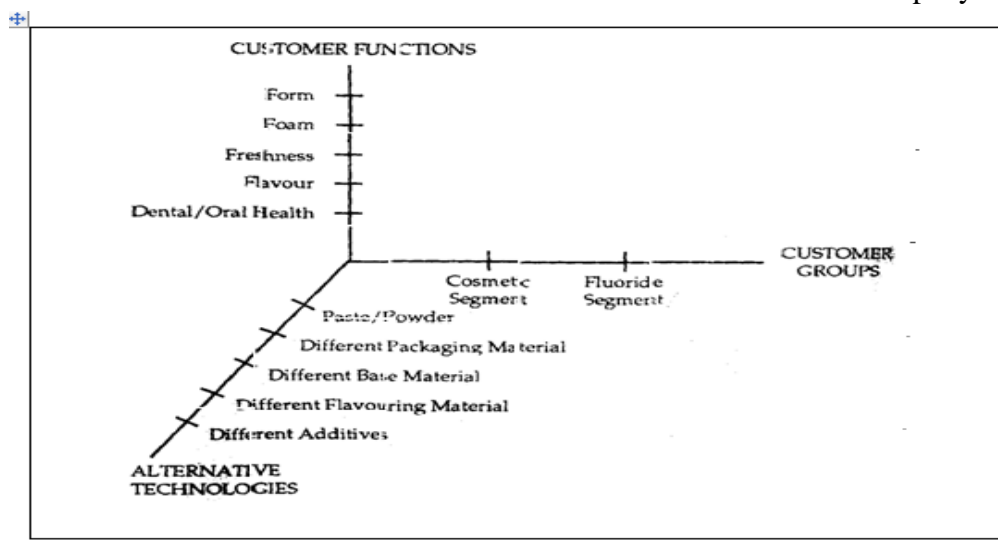 CUSTOMER FUNCTIONS
Form
Foam
Freshness
Flavour
Dental/Oral Health
CUSTOMER
GROUPS
Cosmetic
Segment
Fluoride
Segment
Paste/Powder
Different Packaging Material
Different Base Material
Different Flavouring Material
Different Additives
ALTERNATIVE
TECHNOLOGIES